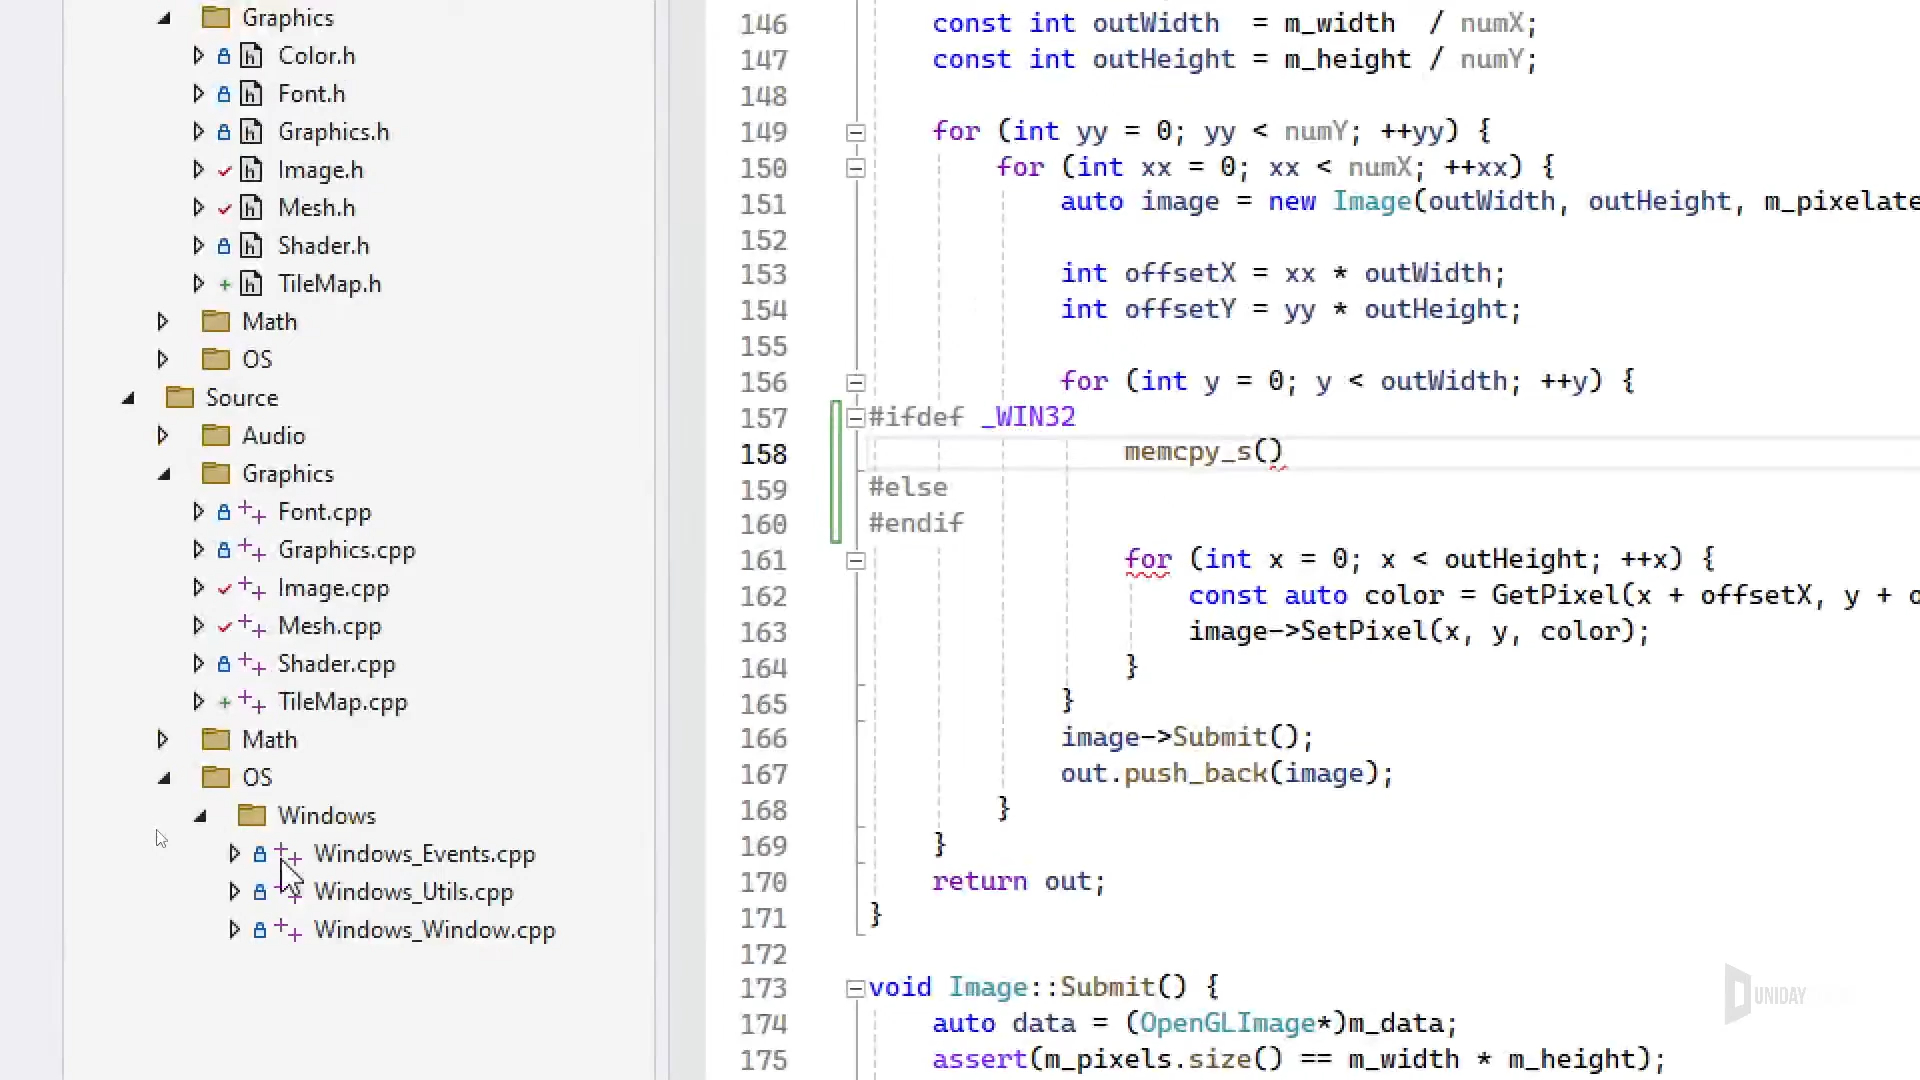 Graphics
Color.h
Font.h
Graphics.h
Image.h
Mesh.h
Shader.h
TileMap.h
Math
OS
Source
Audio
Graphics
Font.cpp
Graphics.cpp
Image.cpp
Mesh.cpp
Shader.cpp
TileMap.cpp
Math
OS
Windows
Windows_Events.cpp
Windows_Utils.cpp
Windows_Window.cpp
146 const int outWidth  = m_width  / numX;
147 const int outHeight = m_height / numY;
148
149 for (int yy = 0; yy < numY; ++yy) {
150 for (int xx = 0; xx < numX; ++xx) {
151 auto image = new Image(outWidth, outHeight, m_pixelate
152
153 int offsetX = xx * outWidth;
154 int offsetY = yy * outHeight;
155
156 for (int y = 0; y < outWidth; ++y) {
157 #ifdef _WIN32
158 memcpy_s()
159 #else
160 #endif
161 for (int x = 0; x < outHeight; ++x) {
162 const auto color = GetPixel(x + offsetX, y + o
163 image->SetPixel(x, y, color);
164 }
165 }
166 image->Submit();
167 out.push_back(image);
168 }
169 }
170 return out;
171 }
172
173 void Image::Submit() {
174 auto data = (OpenGLImage*)m_data;
175 assert(m_pixels.size() == m_width * m_height);
UNIDAY